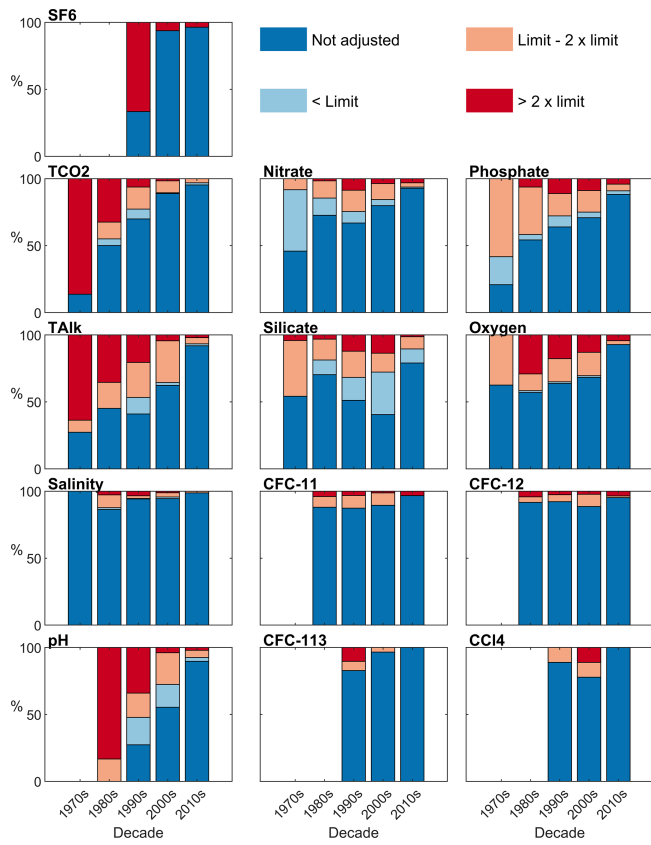 SF6
Not adjusted
Limit - 2 x limit
< Limit
> 2 x limit
100
%
50
0
TCO2
Nitrate
Phosphate
100
%
50
0
TAlk
Silicate
Oxygen
100
%
50
0
Salinity
CFC-11
CFC-12
100
%
50
0
pH
CFC-113
CCl4
100
%
50
0
1970s 1980s 1990s 2000s 2010s
1970s 1980s 1990s 2000s 2010s
1970s 1980s 1990s 2000s 2010s
Decade
Decade
Decade